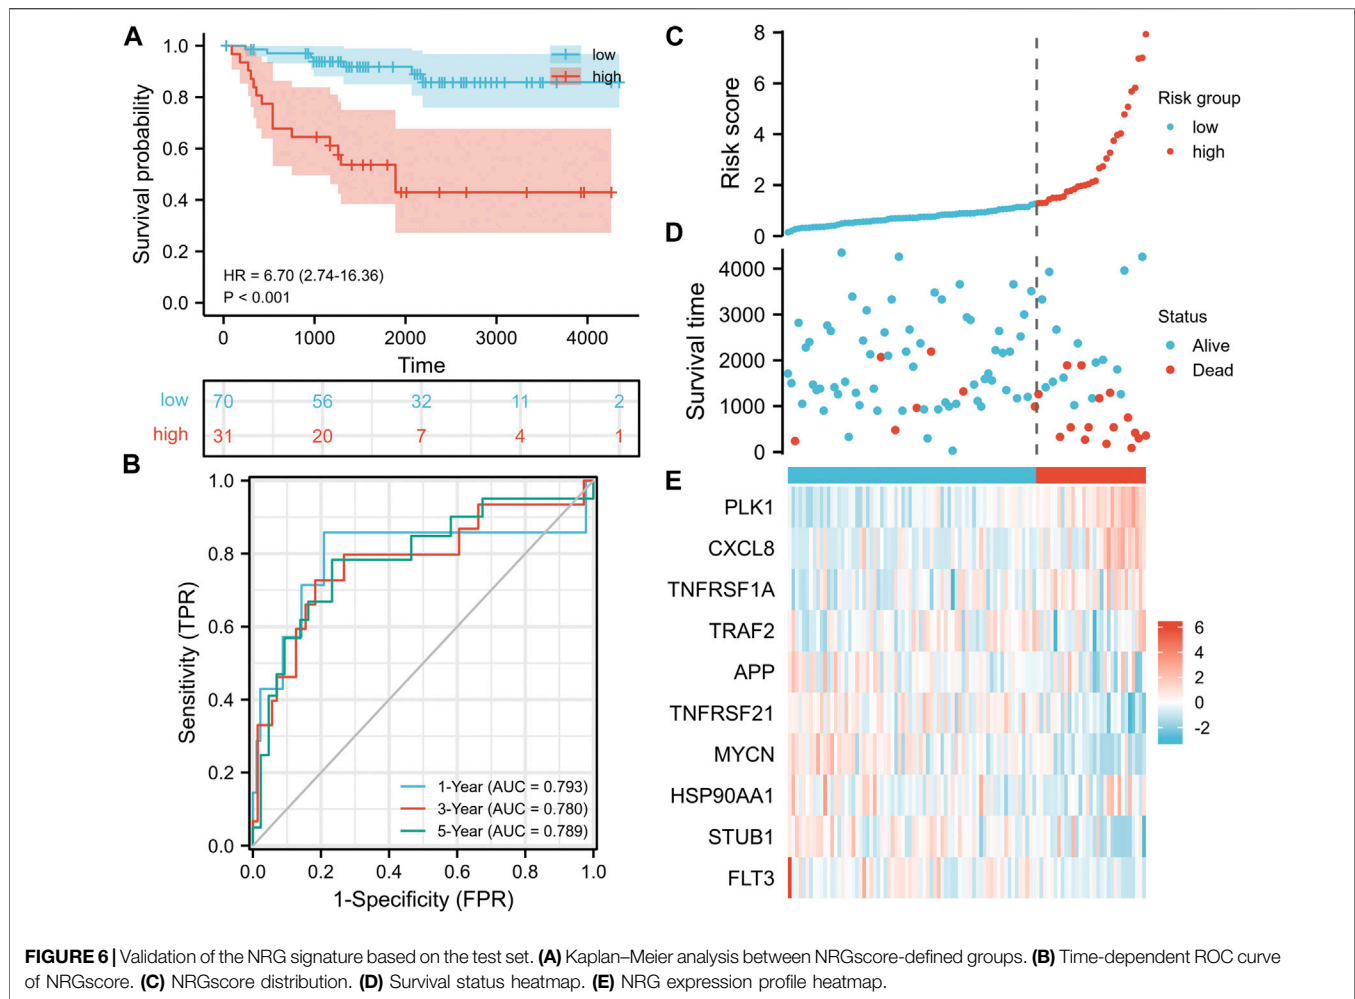 A
1.0
0.8
0.6
0.4
0.2
0.0
Survival probability
low
high
HR = 6.70 (2.74-16.36)
P < 0.001
0 1000 2000 3000 4000
Time
low 70 56 32 11 2
high 31 20 7 4 1
B
1.0
0.8
0.6
0.4
0.2
0.0
Sensitivity (TPR)
1-Year (AUC = 0.793)
3-Year (AUC = 0.780)
5-Year (AUC = 0.789)
0.0 0.2 0.4 0.6 0.8 1.0
1-Specificity (FPR)
C
8
6
4
2
0
Risk score
Risk group
low
high
D
4000
3000
2000
1000
0
Survival time
Status
Alive
Dead
E
PLK1
CXCL8
TNFRSF1A
TRAF2
APP
TNFRSF21
MYCN
HSP90AA1
STUB1
FLT3
6
4
2
0
-2
FIGURE 6 | Validation of the NRG signature based on the test set. (A) Kaplan–Meier analysis between NRGscore-defined groups. (B) Time-dependent ROC curve
of NRGscore. (C) NRGscore distribution. (D) Survival status heatmap. (E) NRG expression profile heatmap.